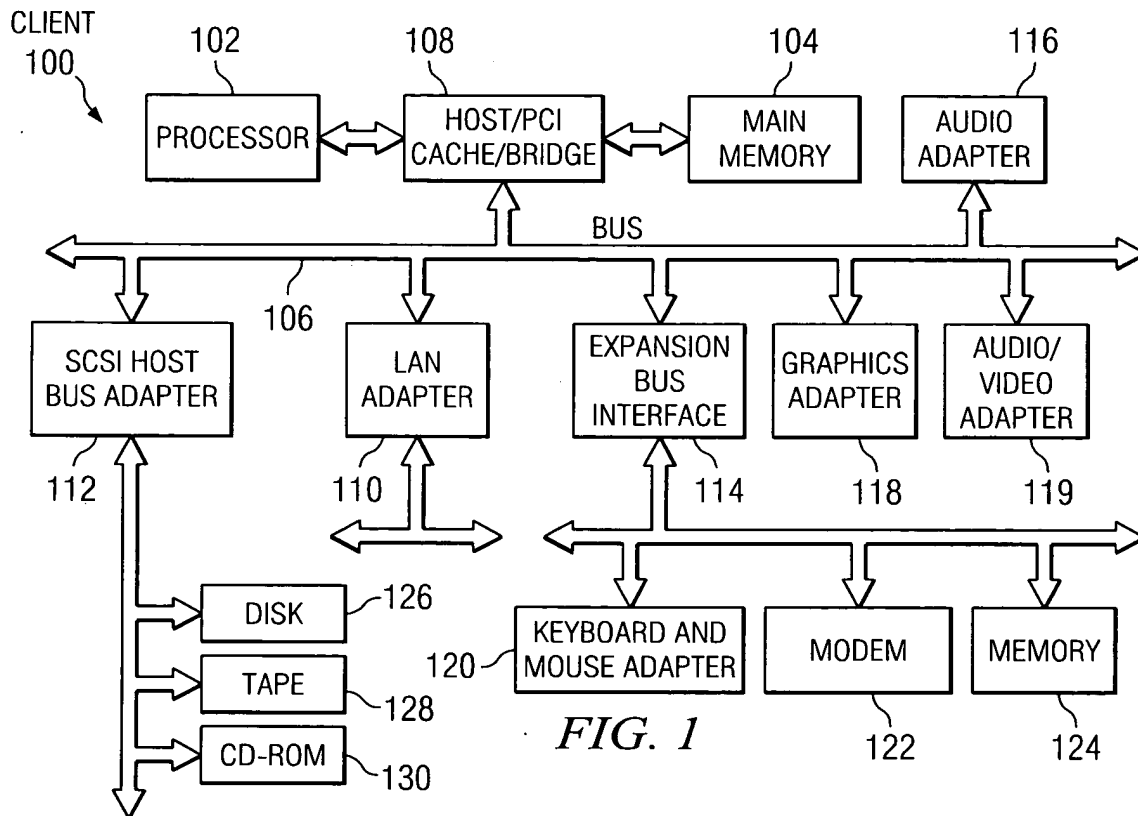 CLIENT
100
102
108
104
116
PROCESSOR
HOST/PCI
CACHE/BRIDGE
MAIN
MEMORY
AUDIO
ADAPTER
BUS
106
SCSI HOST
BUS ADAPTER
LAN
ADAPTER
EXPANSION
BUS
INTERFACE
GRAPHICS
ADAPTER
AUDIO/
VIDEO
ADAPTER
112
110
114
118
119
DISK
126
TAPE
128
CD-ROM
130
120
KEYBOARD AND
MOUSE ADAPTER
MODEM
MEMORY
122
124
FIG. 1